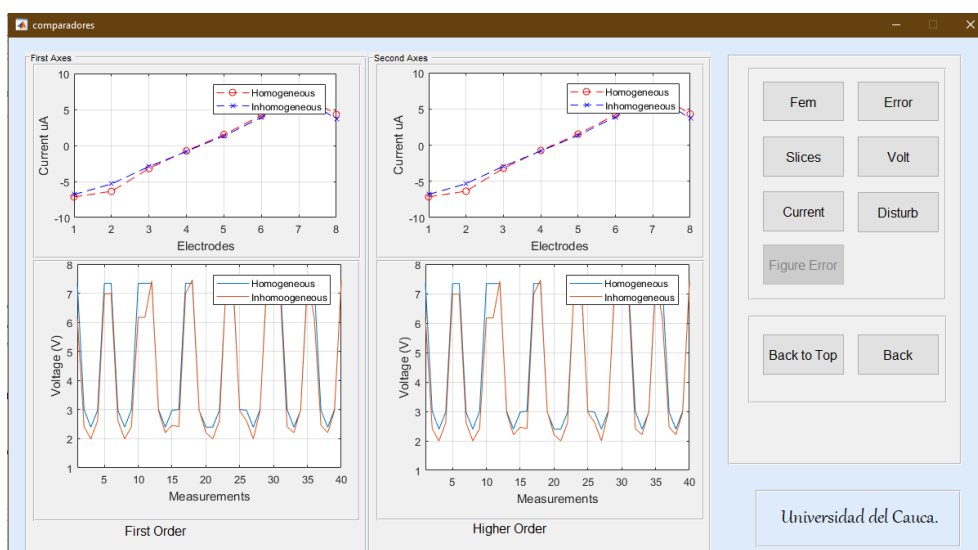 comparadores
First Axes
10
5
0
-5
-10
Current uA
Homogeneous
Inhomogeneous
1 2 3 4 5 6 7 8
Electrodes
8
7
6
5
4
3
2
1
Voltage (V)
Homogeneous
Inhomoogeneous
5 10 15 20 25 30 35 40
Measurements
First Order
Second Axes
10
5
0
-5
-10
Current uA
Homogeneous
Inhomogeneous
1 2 3 4 5 6 7 8
Electrodes
8
7
6
5
4
3
2
1
Voltage (V)
Homogeneous
Inhomoogeneous
5 10 15 20 25 30 35 40
Measurements
Higher Order
Fem Error
Slices Volt
Current Disturb
Figure Error
Back to Top Back
Universidad del Cauca.